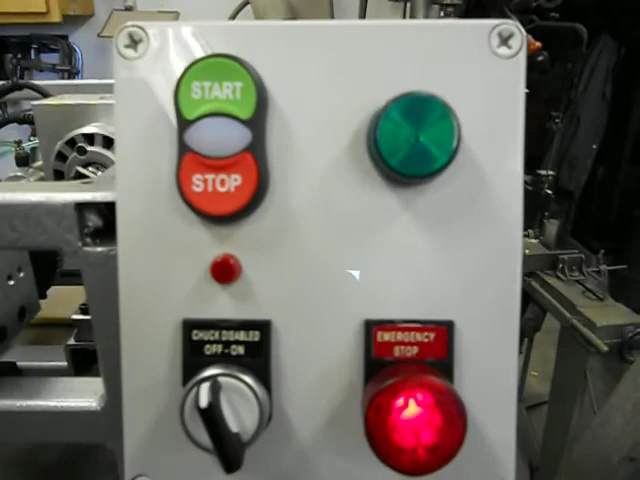 START
STOP
CHUCK DISABLED
OFF-ON
EMERGENCY
STOP